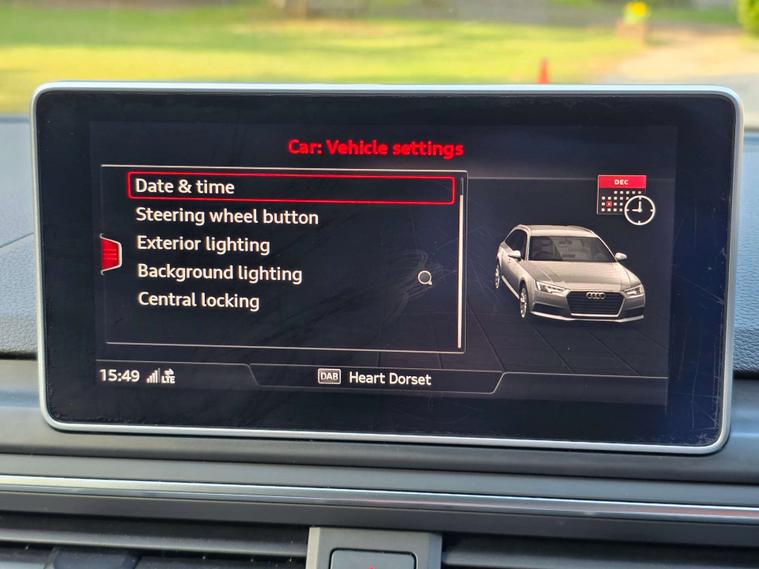 Car: Vehicle settings
Date & time
DEC
Steering wheel button
Exterior lighting
Background lighting
Central locking
15:49 LTE
DAB Heart Dorset